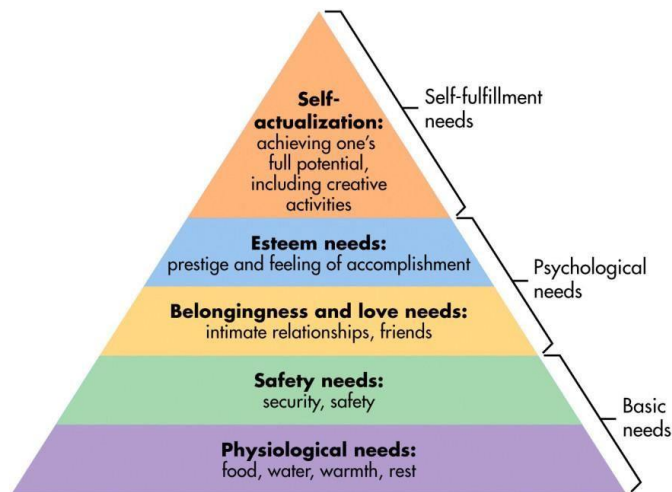 Self-
actualization:
achieving one's
full potential,
including creative
activities
Self-fulfillment
needs
Esteem needs:
prestige and feeling of accomplishment
Psychological
needs
Belongingness and love needs:
intimate relationships, friends
Safety needs:
security, safety
Basic
needs
Physiological needs:
food, water, warmth, rest